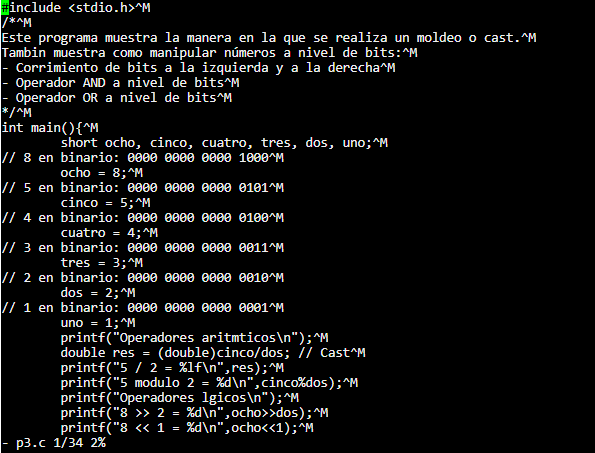 #include <stdio.h>^M
/*^M
Este programa muestra la manera en la que se realiza un moldeo o cast.^M
Tambin muestra como manipular números a nivel de bits:^M
- Corrimiento de bits a la izquierda y a la derecha^M
- Operador AND a nivel de bits^M
- Operador OR a nivel de bits^M
*/^M
int main(){^M
        short ocho, cinco, cuatro, tres, dos, uno;^M
// 8 en binario: 0000 0000 0000 1000^M
        ocho = 8;^M
// 5 en binario: 0000 0000 0000 0101^M
        cinco = 5;^M
// 4 en binario: 0000 0000 0000 0100^M
        cuatro = 4;^M
// 3 en binario: 0000 0000 0000 0011^M
        tres = 3;^M
// 2 en binario: 0000 0000 0000 0010^M
        dos = 2;^M
// 1 en binario: 0000 0000 0000 0001^M
        uno = 1;^M
        printf("Operadores aritmticos\n");^M
        double res = (double)cinco/dos; // Cast^M
        printf("5 / 2 = %lf\n",res);^M
        printf("5 modulo 2 = %d\n",cinco%dos);^M
        printf("Operadores lgicos\n");^M
        printf("8 >> 2 = %d\n",ocho>>dos);^M
        printf("8 << 1 = %d\n",ocho<<1);^M
- p3.c 1/34 2%